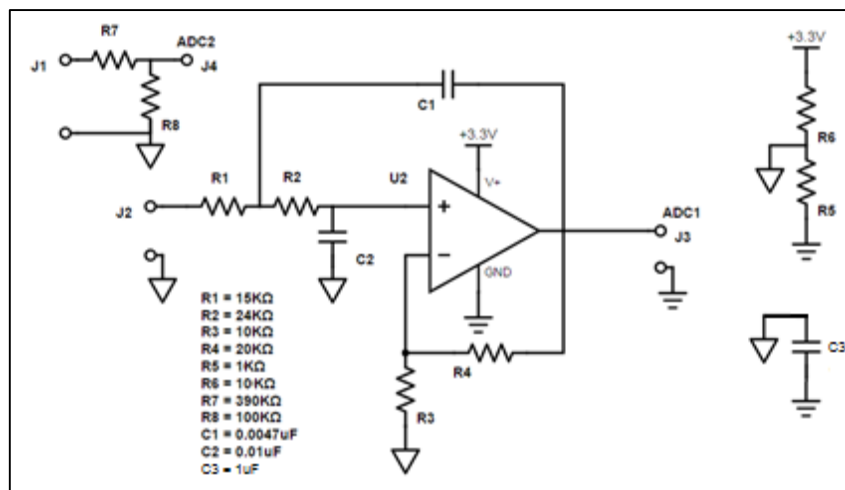 R7
ADC2
J1
J4
R8
C1
+3.3V
+3.3V
R6
R5
R1
R2
U2
V+
+
−
GND
J2
C2
ADC1
J3
R1 = 15KΩ
R2 = 24KΩ
R3 = 10KΩ
R4 = 20KΩ
R5 = 1KΩ
R6 = 10KΩ
R7 = 390KΩ
R8 = 100KΩ
C1 = 0.0047uF
C2 = 0.01uF
C3 = 1uF
R4
R3
C3